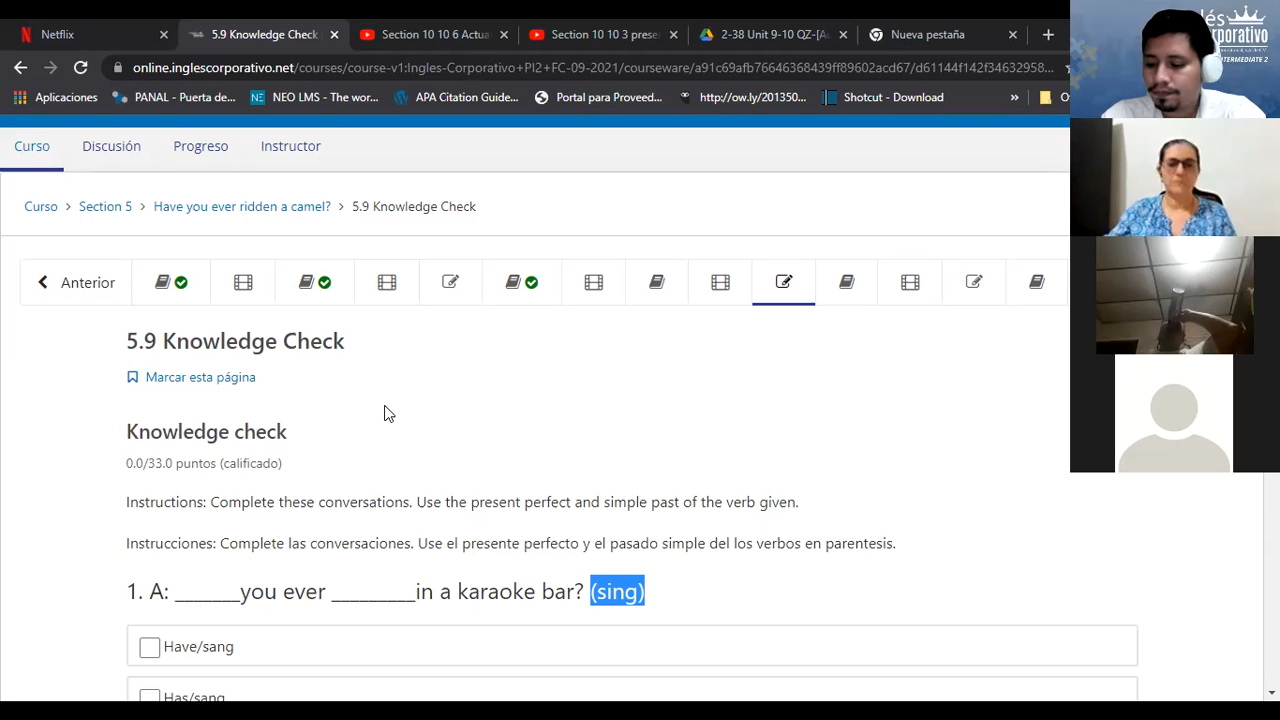 Netflix
5.9 Knowledge Check
Section 10 10 6 Actua
Section 10 10 3 prese
2-38 Unit 9-10 QZ-[A
Nueva pestaña
online.inglescorporativo.net/courses/course-v1:Ingles-Corporativo
09-2021/courseware/a91c69afb76648
5f89602acd67/d61144f142f34632958...
Aplicaciones
PANAL - Puerta de...
NEO LMS - The wor...
APA Citation Guide...
Portal para Proveed...
http://ow.ly/201350...
Shotcut - Download
»
INTERMEDIATE 2
Curso
Discusión
Progreso
Instructor
Curso > Section 5 > Have you ever ridden a camel? > 5.9 Knowledge Check
Anterior
5.9 Knowledge Check
Marcar esta página
Knowledge check
0.0/33.0 puntos (calificado)
Instructions: Complete these conversations. Use the present perfect and simple past of the verb given.
Instrucciones: Complete las conversaciones. Use el presente perfecto y el pasado simple del los verbos en parentesis.
1. A: _______you ever _________in a karaoke bar? (sing)
Have/sang
Has/sang